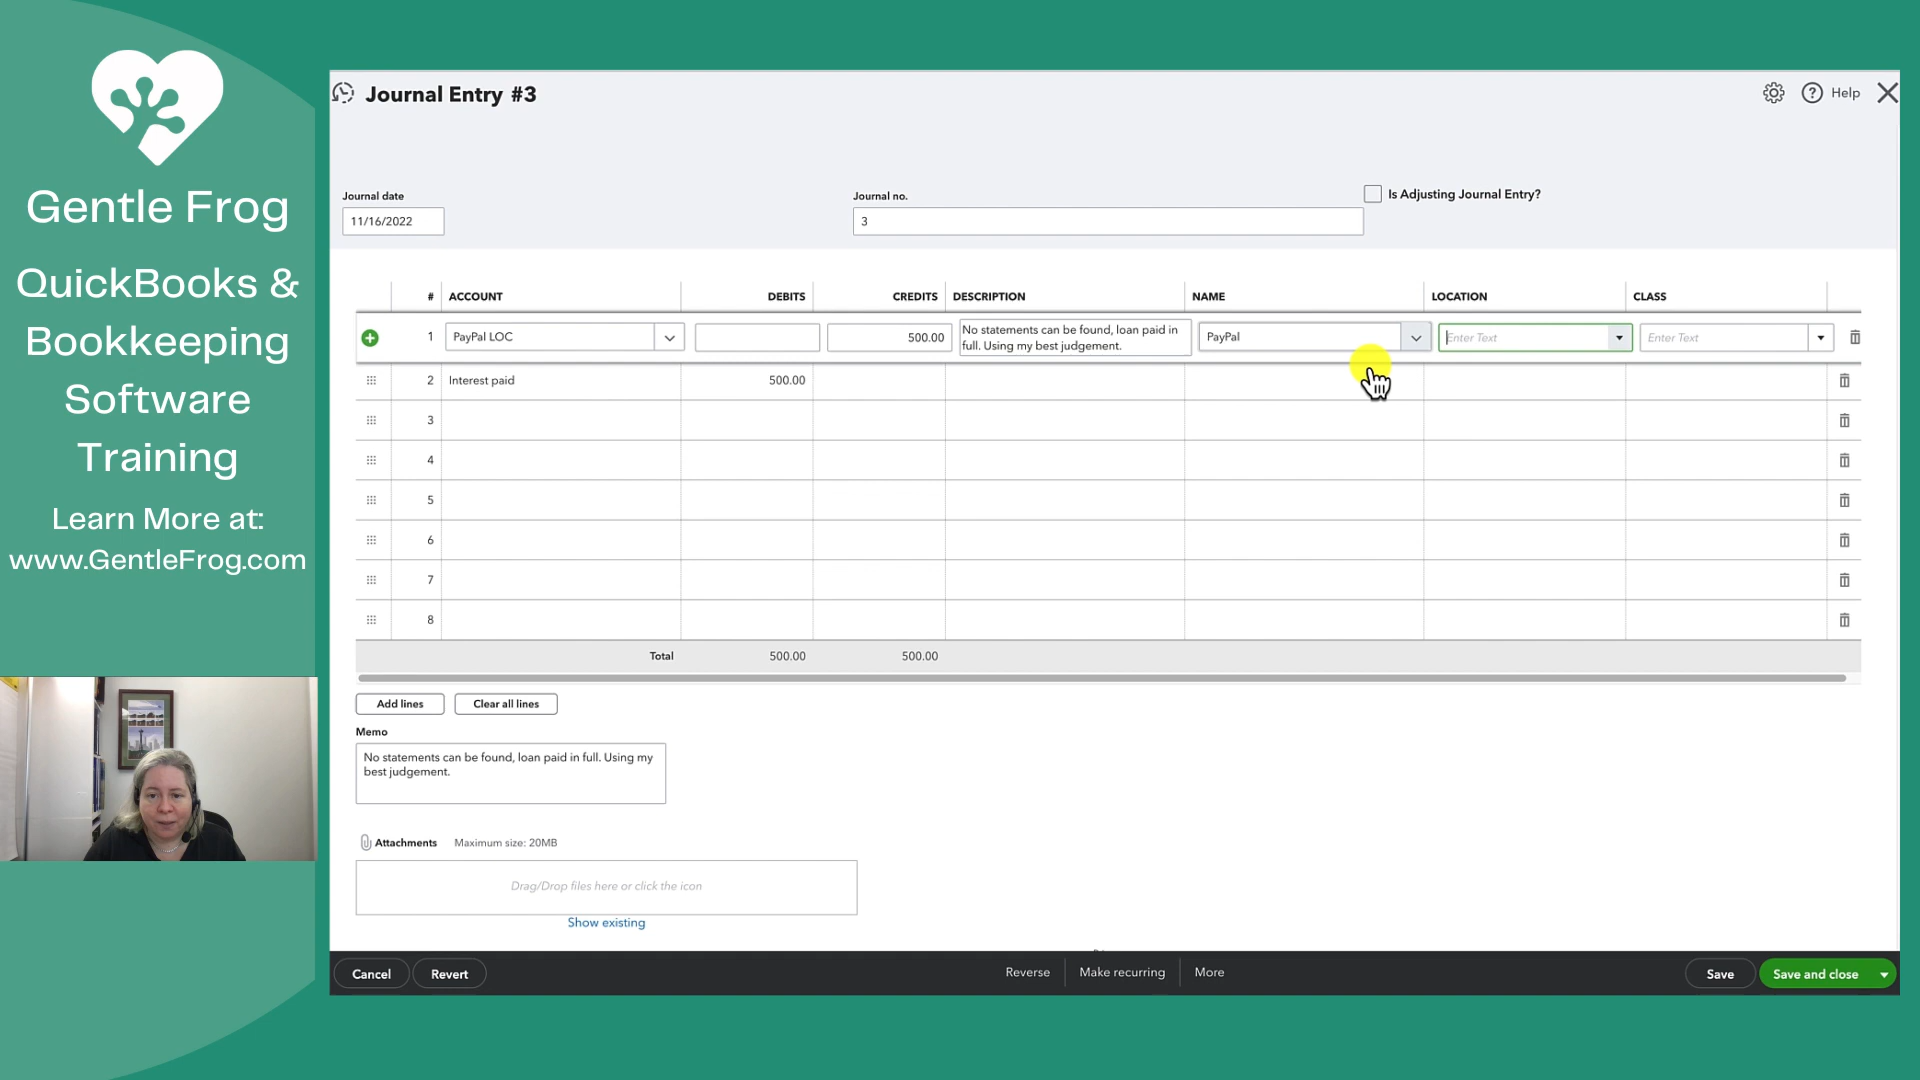 Gentle Frog
QuickBooks &
Bookkeeping
Software
Training
Learn More at:
www.GentleFrog.com
Journal Entry #3
Help
Journal date
11/16/2022
Journal no.
3
Is Adjusting Journal Entry?
# ACCOUNT DEBITS CREDITS DESCRIPTION NAME LOCATION CLASS
1 PayPal LOC 500.00 No statements can be found, loan paid in
full. Using my best judgement. PayPal Enter Text Enter Text
2 Interest paid 500.00
3
4
5
6
7
8
Total 500.00 500.00
Add lines Clear all lines
Memo
No statements can be found, loan paid in full. Using my
best judgement.
Attachments Maximum size: 20MB
Drag/Drop files here or click the icon
Show existing
Cancel Revert Reverse Make recurring More Save Save and close